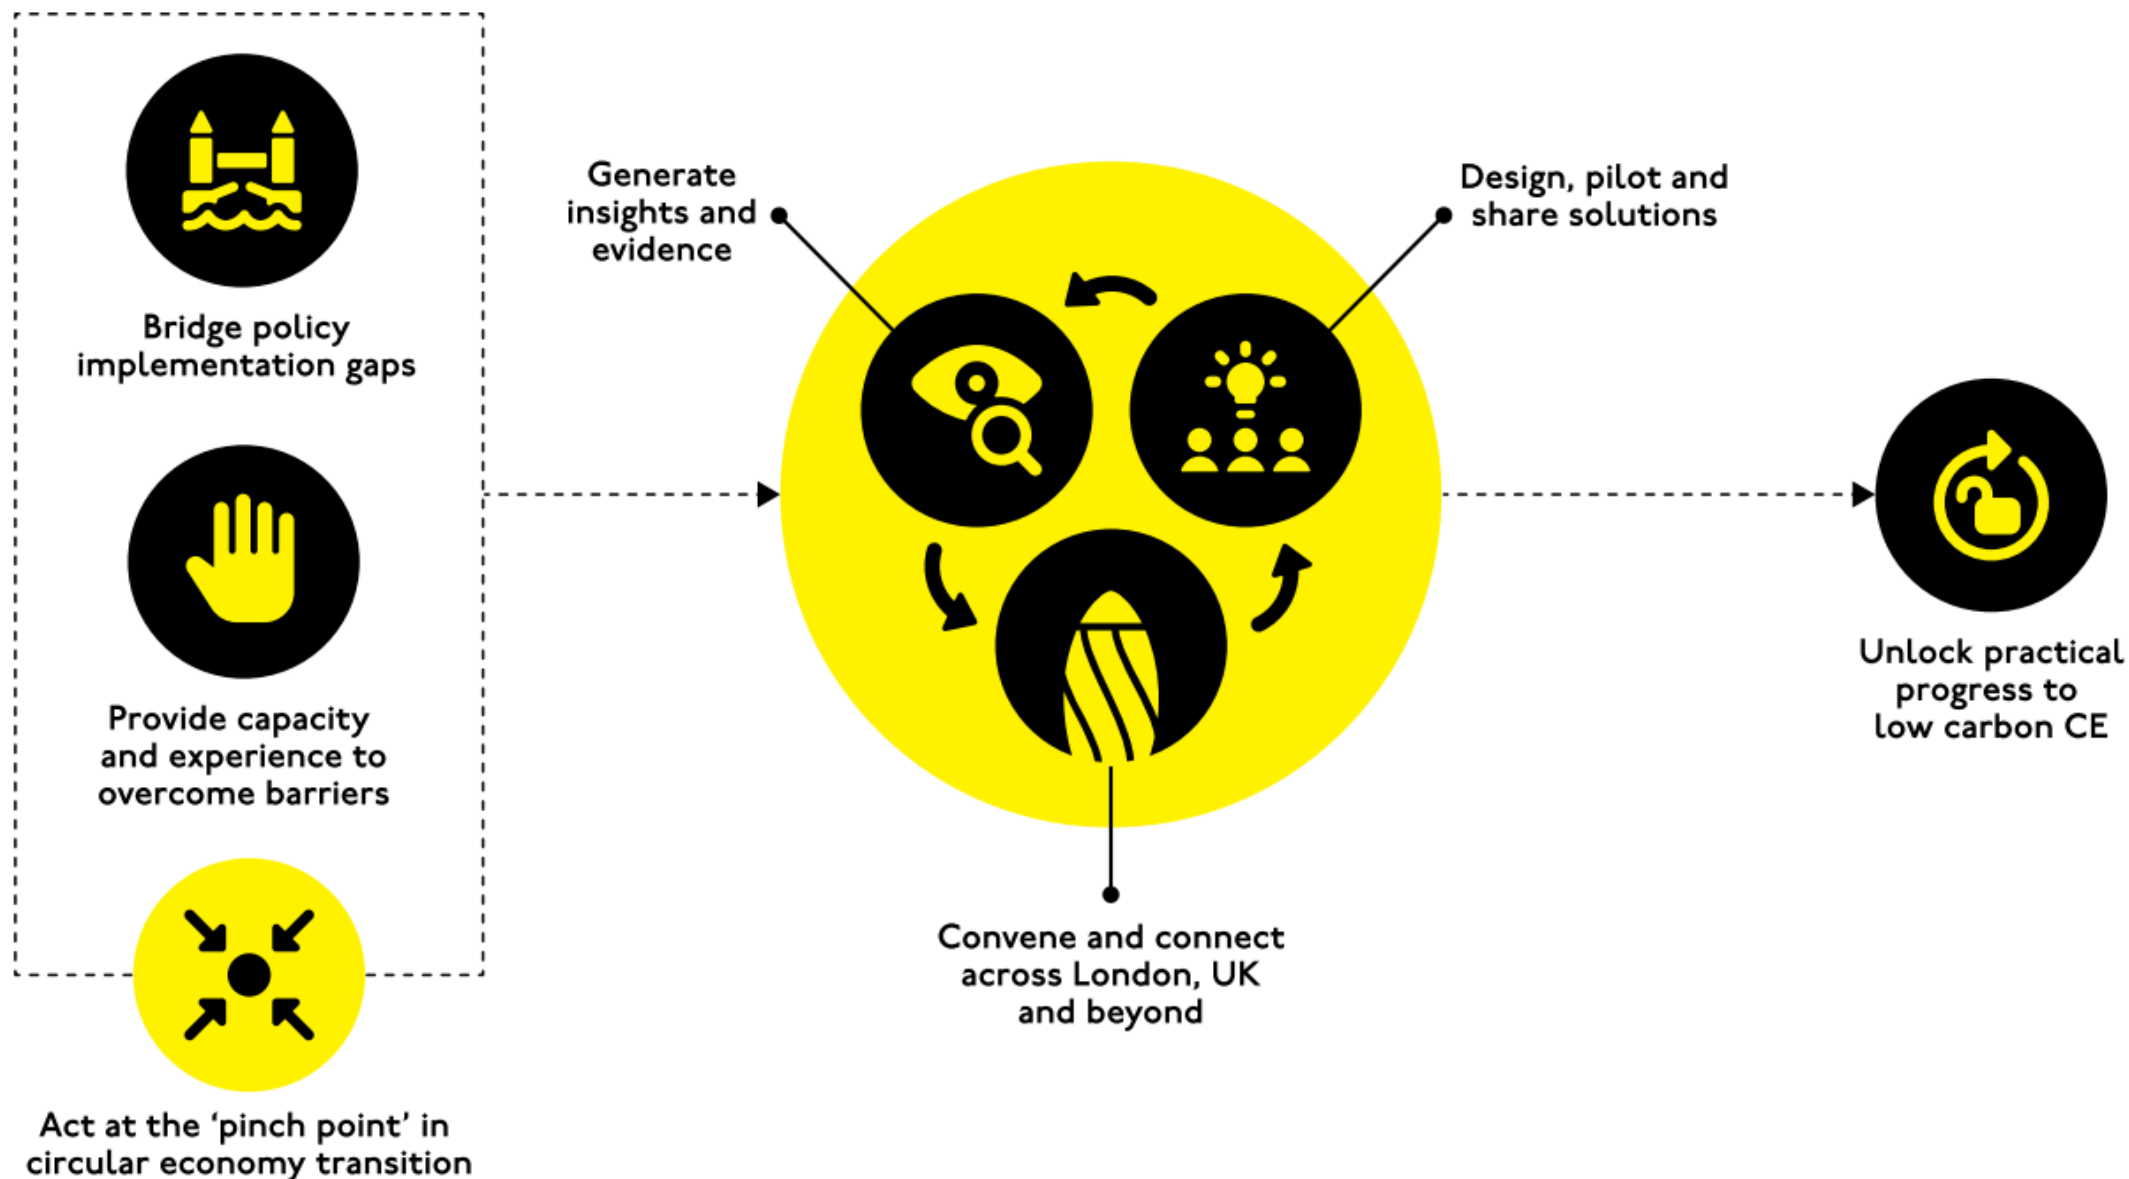 Bridge policy
implementation gaps
Provide capacity
and experience to
overcome barriers
Act at the ‘pinch point’ in
circular economy transition
Generate
insights and
evidence
Design, pilot and
share solutions
Convene and connect
across London, UK
and beyond
Unlock practical
progress to
low carbon CE